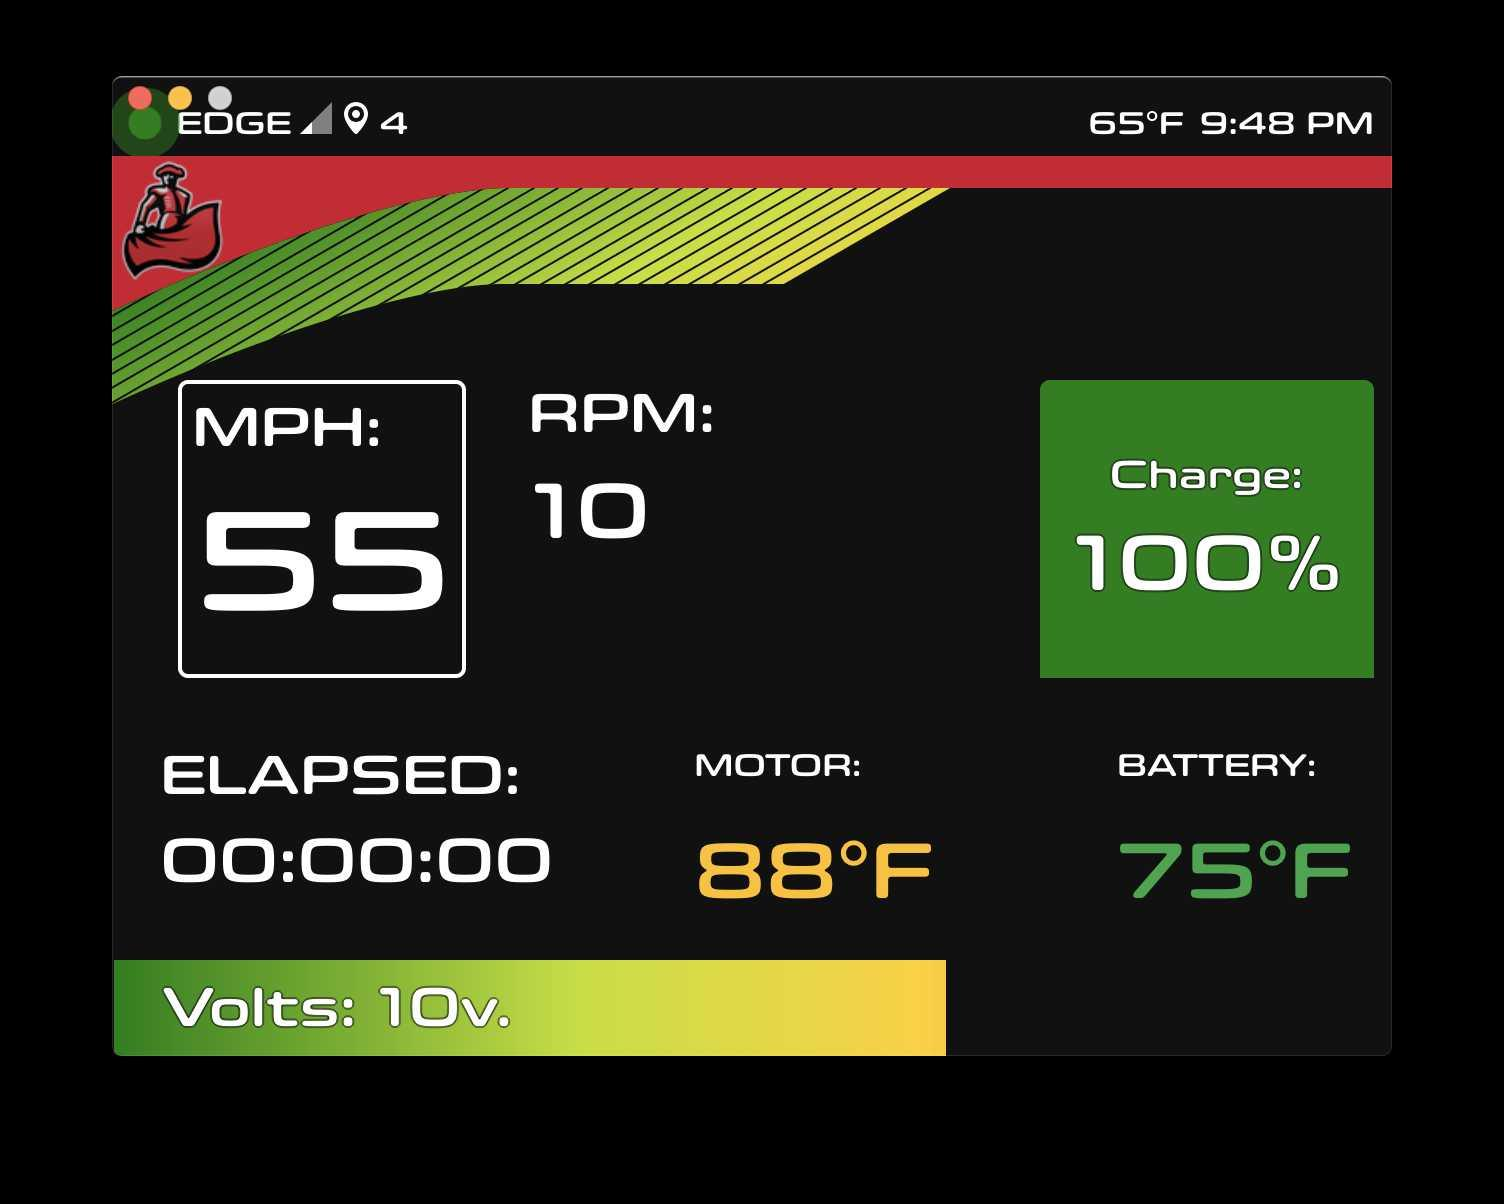 EDGE 4 65°F 9:48 PM
MPH:
55
RPM:
10
Charge:
100%
ELAPSED:
00:00:00
MOTOR:
88°F
BATTERY:
75°F
Volts: 10v.